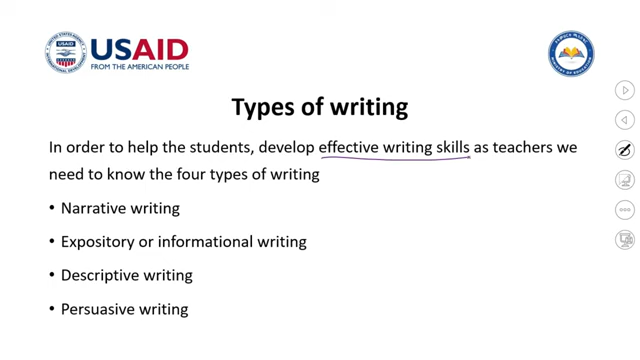 USAID
FROM THE AMERICAN PEOPLE
Types of writing
In order to help the students, develop effective writing skills as teachers we
need to know the four types of writing
• Narrative writing
• Expository or informational writing
• Descriptive writing
• Persuasive writing